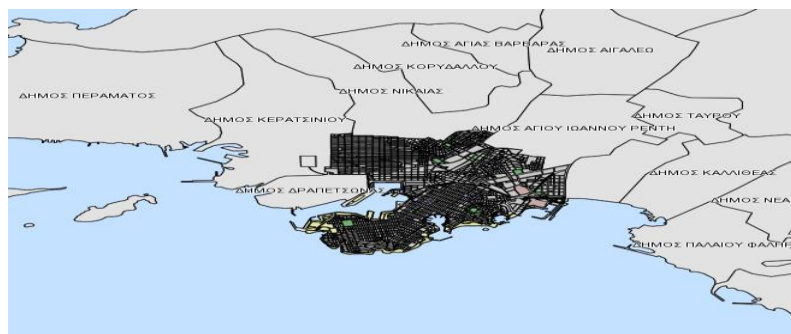 ΔΗΜΟΣ ΑΓΙΑΣ ΒΑΡΒΑΡΑΣ
ΔΗΜΟΣ ΑΙΓΑΛΕΩ
ΔΗΜΟΣ ΚΟΡΥΔΑΛΛΟΥ
ΔΗΜΟΣ ΠΕΡΑΜΑΤΟΣ
ΔΗΜΟΣ ΝΙΚΑΙΑΣ
ΔΗΜΟΣ ΚΕΡΑΤΣΙΝΙΟΥ
ΔΗΜΟΣ ΤΑΥΡΟΥ
ΔΗΜΟΣ ΑΓΙΟΥ ΙΩΑΝΝΟΥ ΡΕΝΤΗ
ΔΗΜΟΣ ΚΑΛΛΙΘΕΑΣ
ΔΗΜΟΣ ΔΡΑΠΕΤΣΩΝΑΣ
ΔΗΜΟΣ ΝΕΑ
ΔΗΜΟΣ ΠΑΛΑΙΟΥ ΦΑΛΗΡ